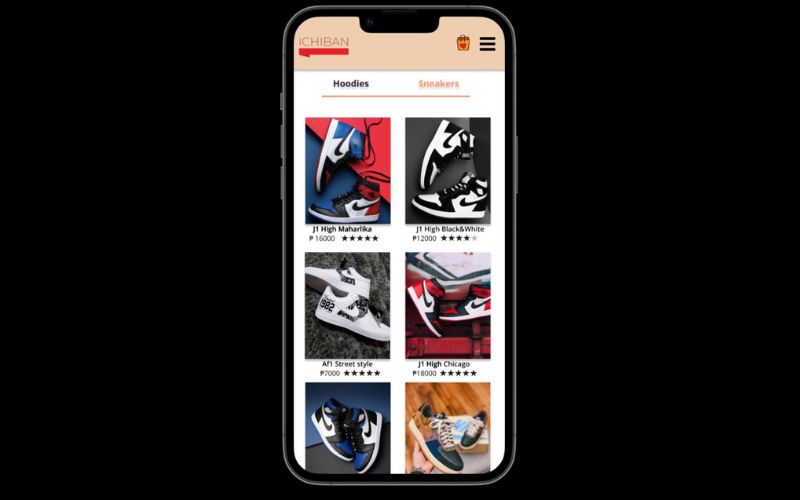 ICHIBAN
Hoodies
Sneakers
J1 High Maharlika
₱ 16000 ★★★★★
J1 High Black&White
₱12000 ★★★★★
982
Af1 Street style
₱7000 ★★★★★
J1 High Chicago
₱18000 ★★★★★